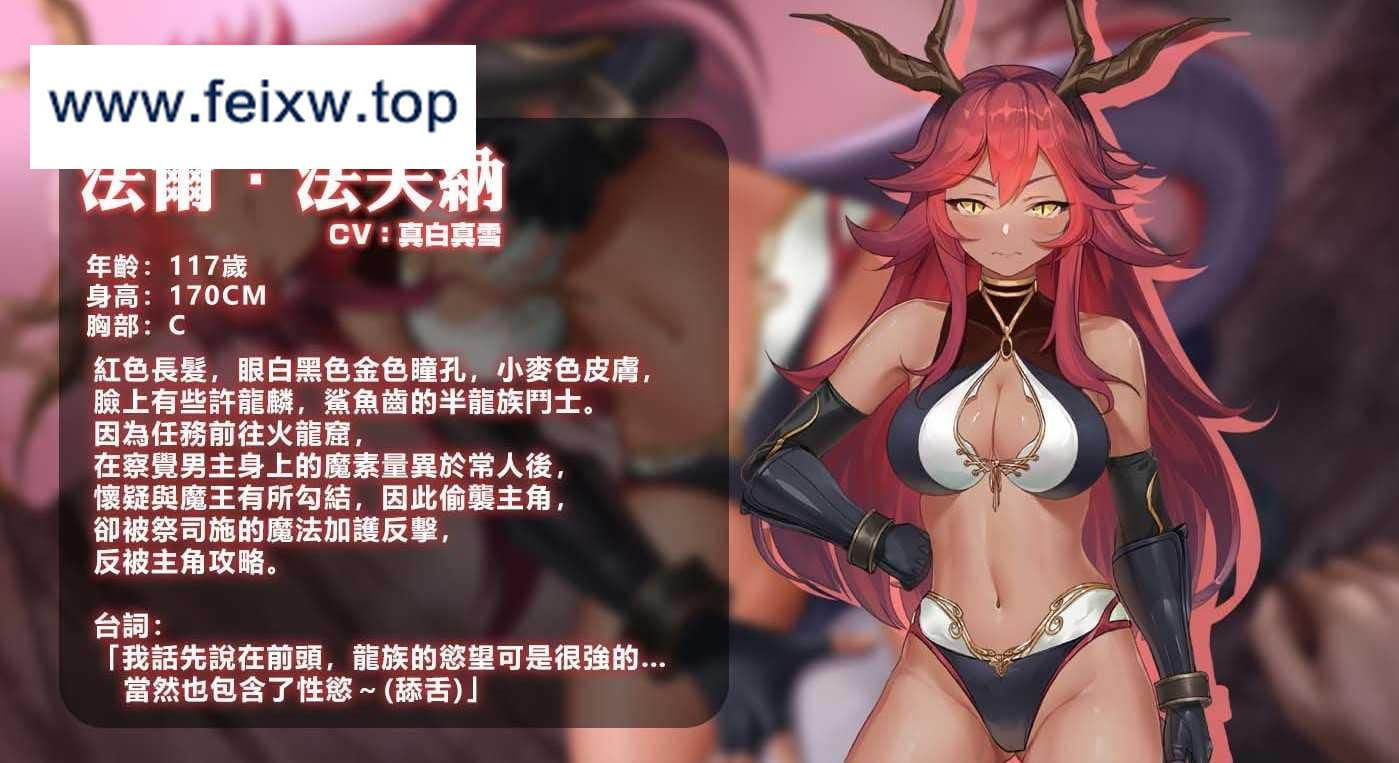 www.feixw.top
法爾·法夫納
CV：真白真雪
年齡：117歲
身高：170CM
胸部：C
紅色長髮，眼白黑色金色瞳孔，小麥色皮膚，
臉上有些許龍麟，鯊魚齒的半龍族鬥士。
因為任務前往火龍窟，
在察覺男主身上的魔素量異於常人後，
懷疑與魔王有所勾結，因此偷襲主角，
卻被祭司施的魔法加護反擊，
反被主角攻略。
台詞：
「我話先說在前頭，龍族的慾望可是很強的...
當然也包含了性慾～(舔舌)」